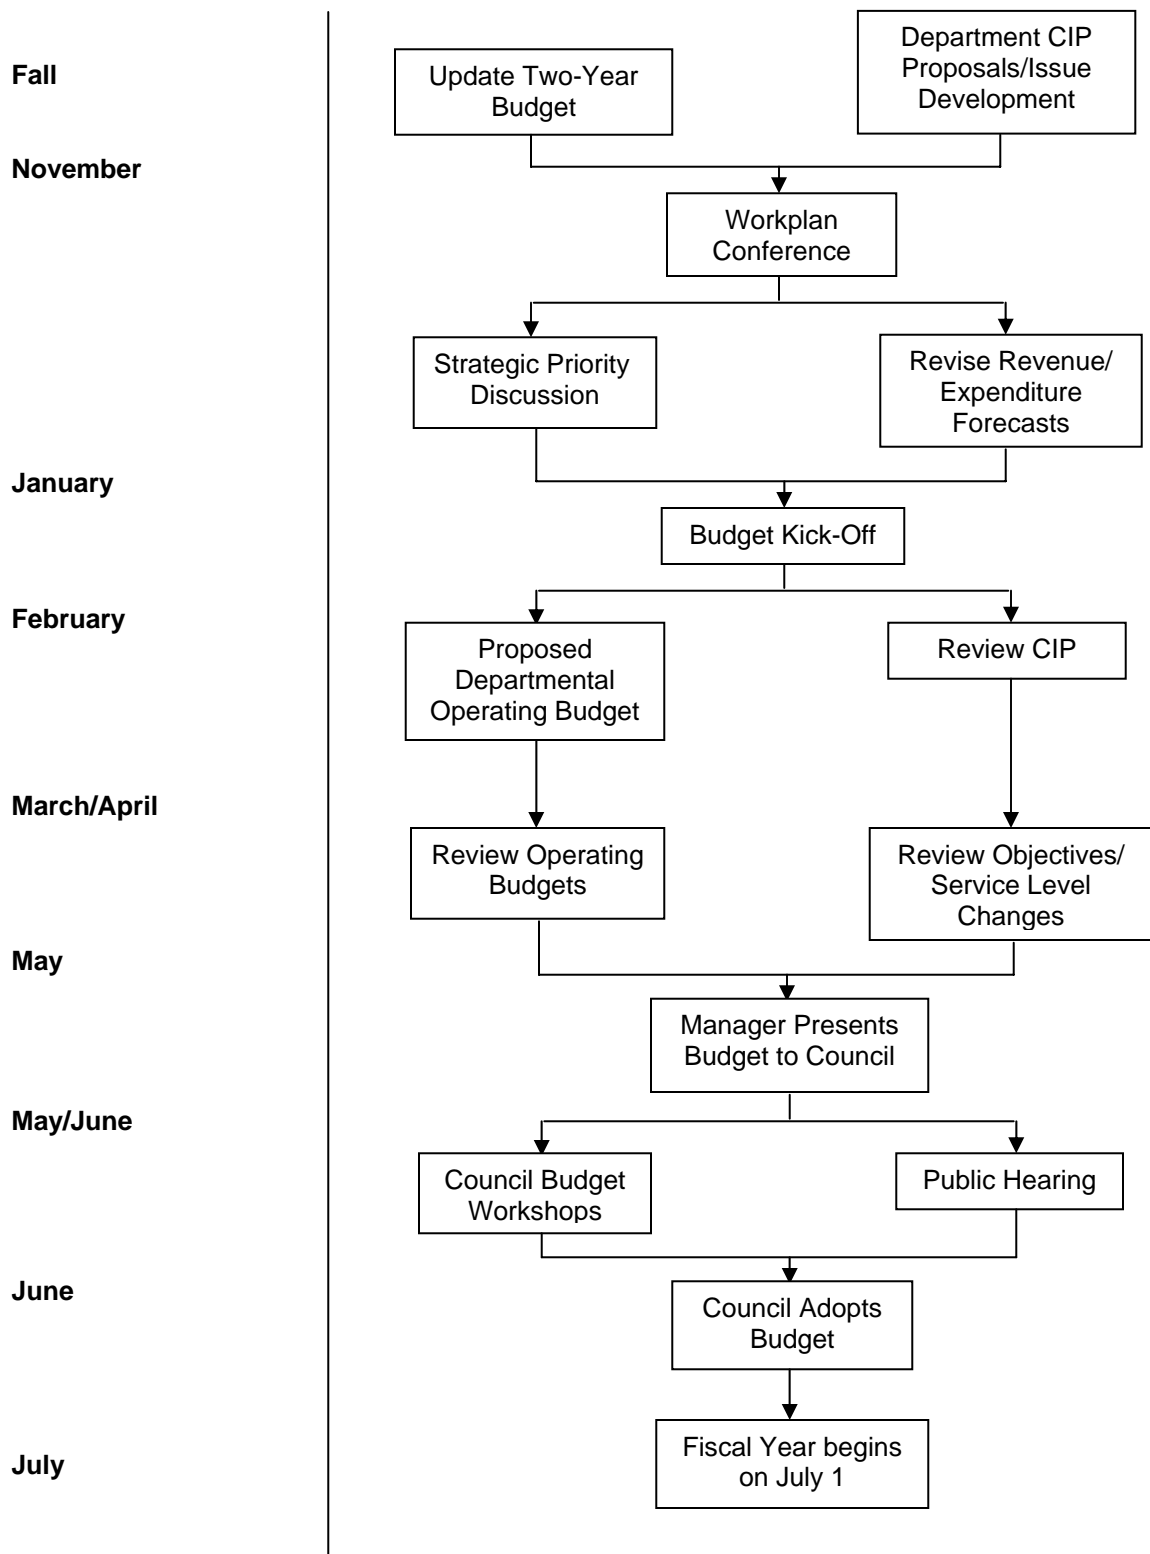 Fall
Update Two-Year
Budget
Department CIP
Proposals/Issue
Development
November
Workplan
Conference
Strategic Priority
Discussion
Revise Revenue/
Expenditure
Forecasts
January
Budget Kick-Off
February
Proposed
Departmental
Operating Budget
Review CIP
March/April
Review Operating
Budgets
Review Objectives/
Service Level
Changes
May
Manager Presents
Budget to Council
May/June
Council Budget
Workshops
Public Hearing
June
Council Adopts
Budget
July
Fiscal Year begins
on July 1